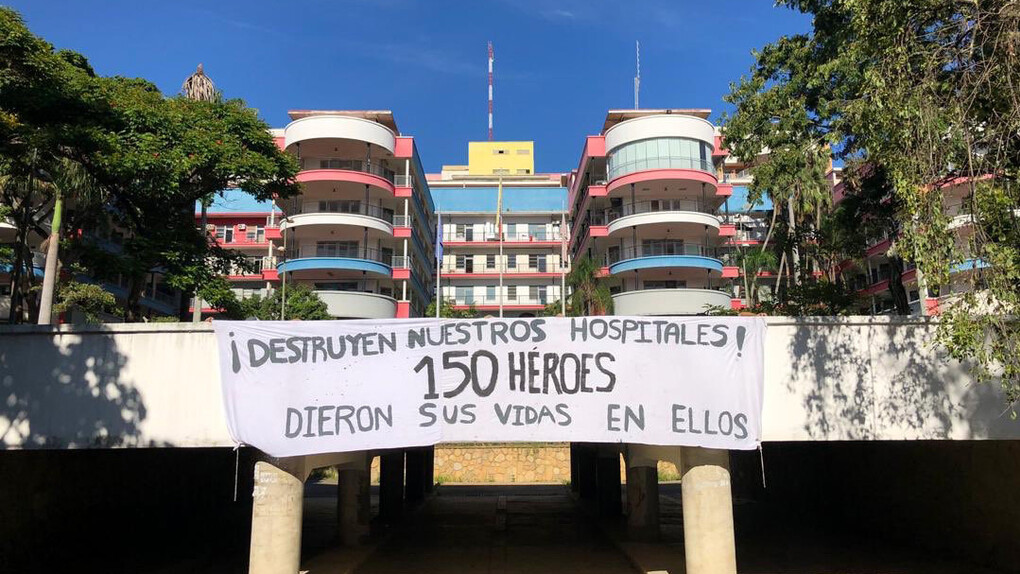 ¡DESTRUYEN NUESTROS HOSPITALES!
150 HÉROES
DIERON SUS VIDAS EN ELLOS